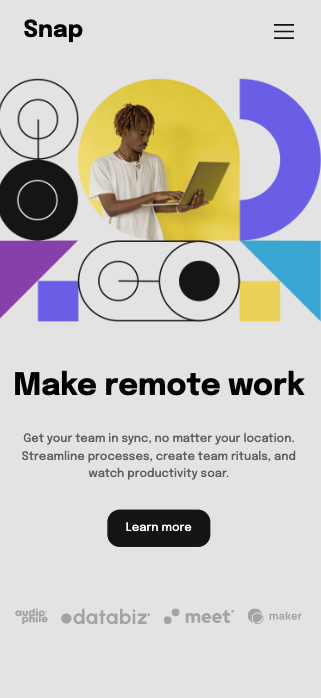 Snap
Make remote work
Get your team in sync, no matter your location.
Streamline processes, create team rituals, and
watch productivity soar.
Learn more
audio
phile
databiz
meet
maker